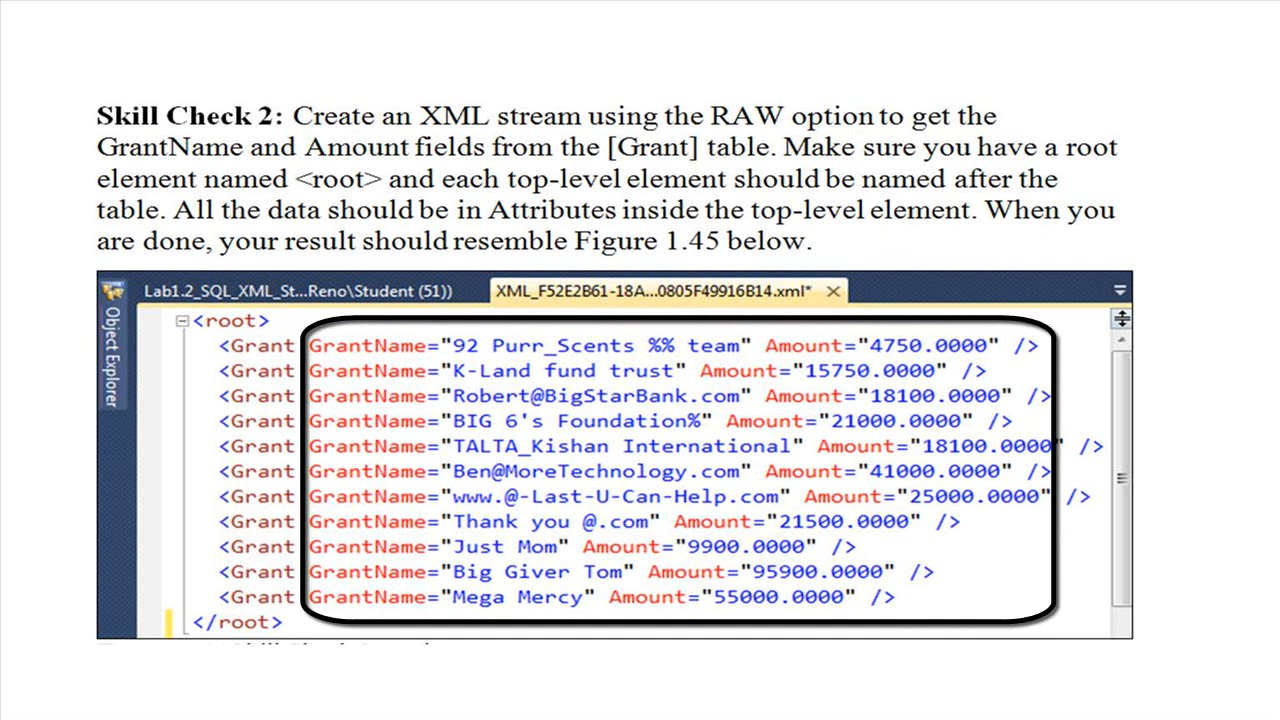 Skill Check 2: Create an XML stream using the RAW option to get the
GrantName and Amount fields from the [Grant] table. Make sure you have a root
element named <root> and each top-level element should be named after the
table. All the data should be in Attributes inside the top-level element. When you
are done, your result should resemble Figure 1.45 below.
Lab1.2_SQL_XML_St...Reno\Student (51)) XML_F52E2B61-18A...0805F49916B14.xml*
Object Explorer
<root>
<Grant GrantName="92 Purr_Scents %% team" Amount="4750.0000" />
<Grant GrantName="K-Land fund trust" Amount="15750.0000" />
<Grant GrantName="Robert@BigStarBank.com" Amount="18100.0000" />
<Grant GrantName="BIG 6's Foundation%" Amount="21000.0000" />
<Grant GrantName="TALTA_Kishan International" Amount="18100.0000" />
<Grant GrantName="Ben@MoreTechnology.com" Amount="41000.0000" />
<Grant GrantName="www.@-Last-U-Can-Help.com" Amount="25000.0000" />
<Grant GrantName="Thank you @.com" Amount="21500.0000" />
<Grant GrantName="Just Mom" Amount="9900.0000" />
<Grant GrantName="Big Giver Tom" Amount="95900.0000" />
<Grant GrantName="Mega Mercy" Amount="55000.0000" />
</root>